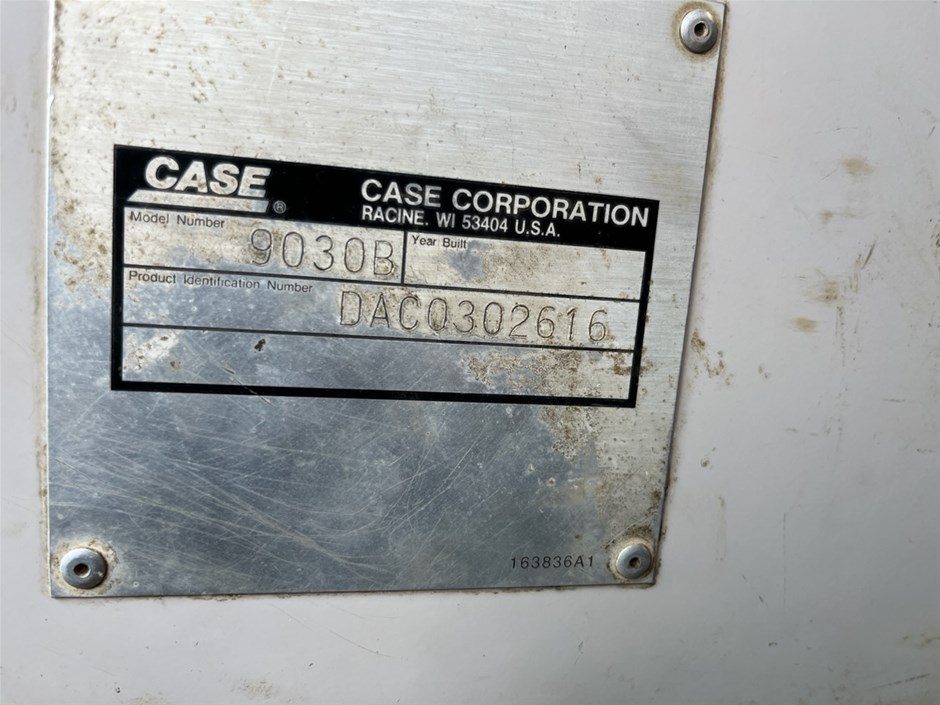 CASE ®
CASE CORPORATION
RACINE. WI 53404 U.S.A.
Model Number 9030B
Year Built
Product Identification Number DAC0302616
163836A1